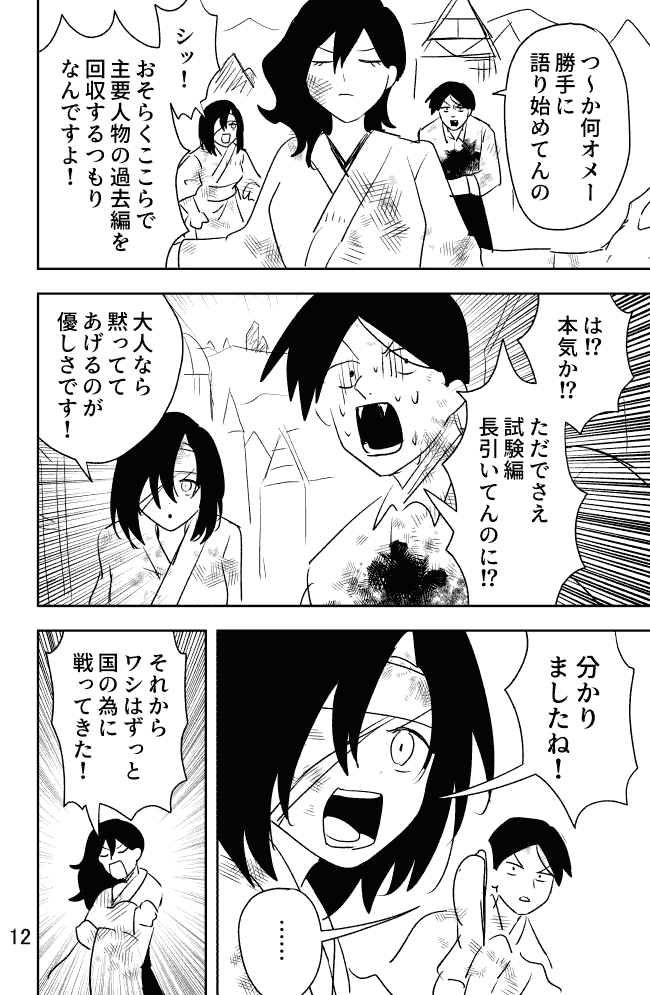 つ～か何オメー
勝手に
語り始めてんの
シッ！
おそらくここらで
主要人物の過去編を
回収するつもり
なんですよ！
は!?
本気か!?
ただでさえ
試験編
長引いてんのに!?
大人なら
黙ってて
あげるのが
優しさです！
分かり
ましたね！
……
それから
ワシはずっと
国の為に
戦ってきた！
12